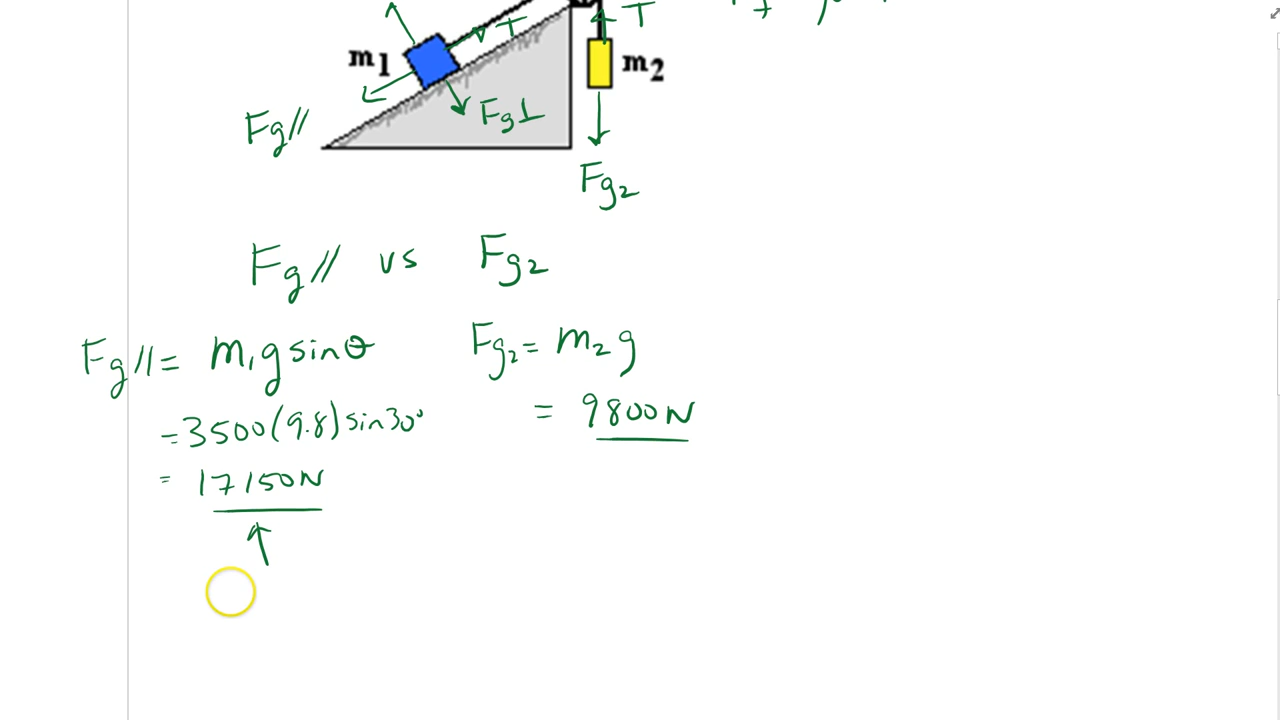 T
T
m1
m2
Fg//
Fg⊥
Fg2
Fg// vs Fg2
Fg// = m1g sinθ
Fg2 = m2g
= 3500(9.8) sin30°
= 9800N
= 17150N